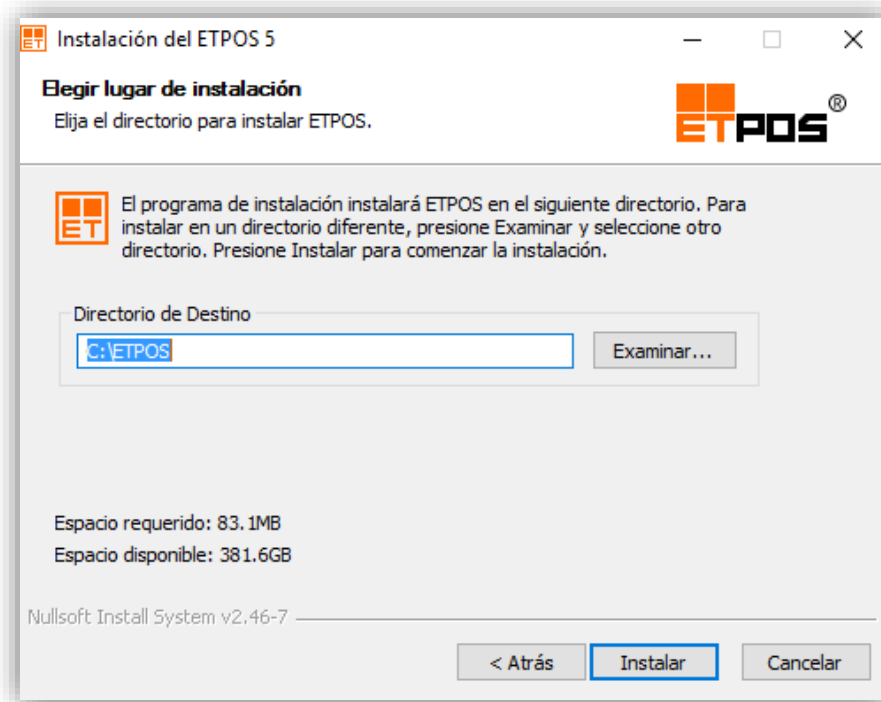 Instalación del ETPOS 5
Elegir lugar de instalación
Elija el directorio para instalar ETPOS.
ETPOS®
ET
El programa de instalación instalará ETPOS en el siguiente directorio. Para
instalar en un directorio diferente, presione Examinar y seleccione otro
directorio. Presione Instalar para comenzar la instalación.
Directorio de Destino
C:\ETPOS
Examinar...
Espacio requerido: 83.1MB
Espacio disponible: 381.6GB
Nullsoft Install System v2.46-7
< Atrás
Instalar
Cancelar